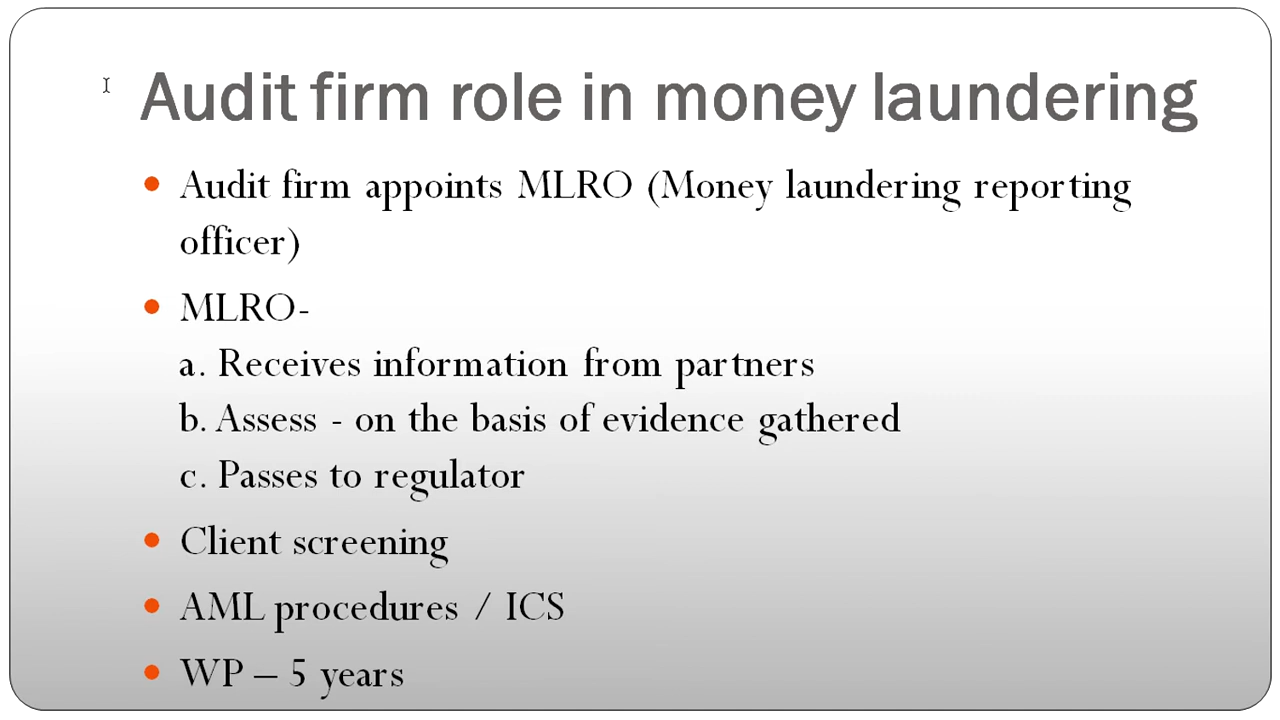 Audit firm role in money laundering
Audit firm appoints MLRO (Money laundering reporting
officer)
MLRO-
a. Receives information from partners
b. Assess - on the basis of evidence gathered
c. Passes to regulator
Client screening
AML procedures / ICS
WP – 5 years